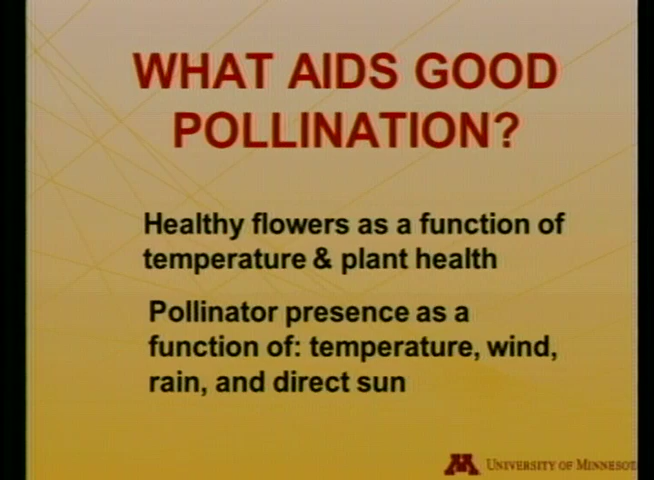 WHAT AIDS GOOD
POLLINATION?
Healthy flowers as a function of
temperature & plant health
Pollinator presence as a
function of: temperature, wind,
rain, and direct sun
M UNIVERSITY OF MINNESOT